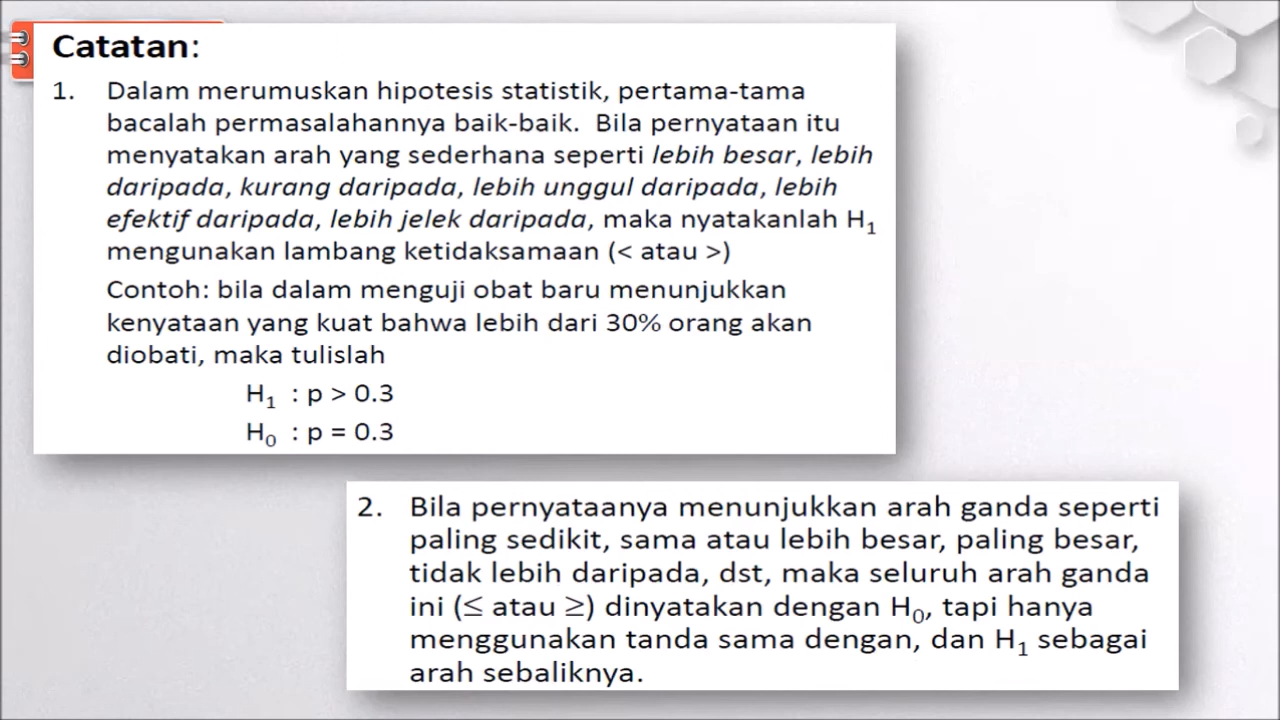 Catatan:
1. Dalam merumuskan hipotesis statistik, pertama-tama
bacalah permasalahannya baik-baik. Bila pernyataan itu
menyatakan arah yang sederhana seperti lebih besar, lebih
daripada, kurang daripada, lebih unggul daripada, lebih
efektif daripada, lebih jelek daripada, maka nyatakanlah H₁
mengunakan lambang ketidaksamaan (< atau >)
Contoh: bila dalam menguji obat baru menunjukkan
kenyataan yang kuat bahwa lebih dari 30% orang akan
diobati, maka tulislah
H₁ : p > 0.3
H₀ : p = 0.3
2. Bila pernyataanya menunjukkan arah ganda seperti
paling sedikit, sama atau lebih besar, paling besar,
tidak lebih daripada, dst, maka seluruh arah ganda
ini (≤ atau ≥) dinyatakan dengan H₀, tapi hanya
menggunakan tanda sama dengan, dan H₁ sebagai
arah sebaliknya.